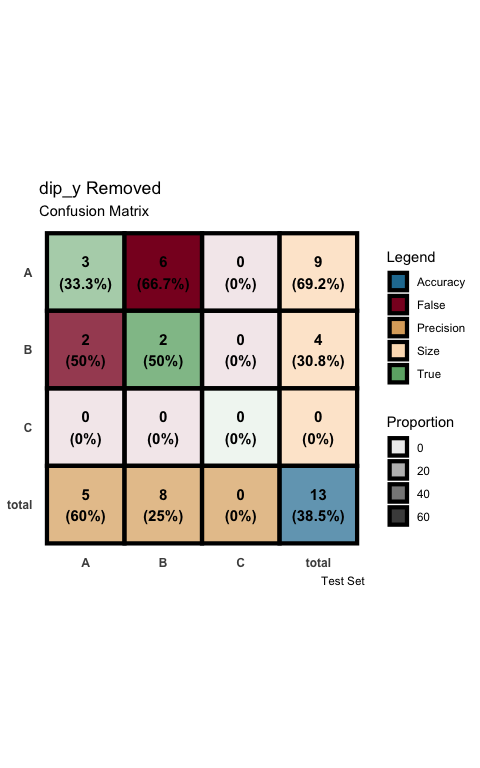 dip_y Removed
Confusion Matrix
A
3
(33.3%)
6
(66.7%)
0
(0%)
9
(69.2%)
B
2
(50%)
2
(50%)
0
(0%)
4
(30.8%)
C
0
(0%)
0
(0%)
0
(0%)
0
(0%)
total
5
(60%)
8
(25%)
0
(0%)
13
(38.5%)
A B C total
Test Set
Legend
Accuracy
False
Precision
Size
True
Proportion
0
20
40
60